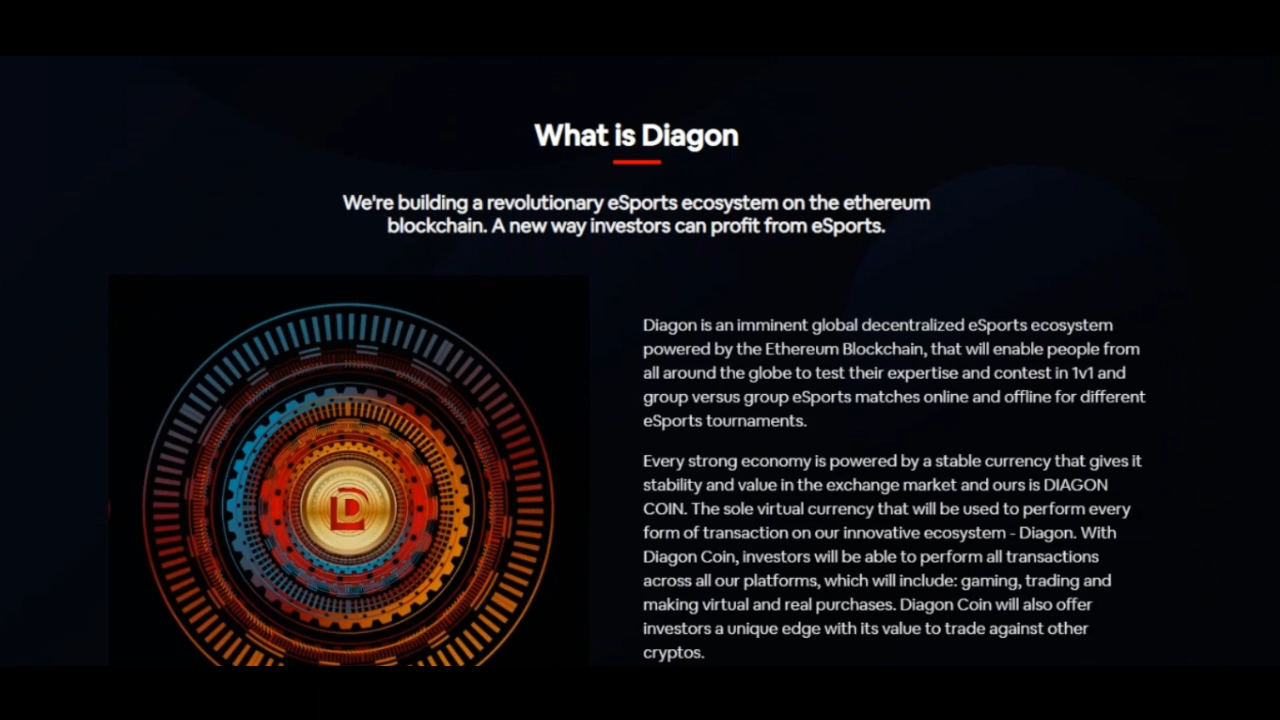 What is Diagon
We're building a revolutionary eSports ecosystem on the ethereum
blockchain. A new way investors can profit from eSports.
Diagon is an imminent global decentralized eSports ecosystem
powered by the Ethereum Blockchain, that will enable people from
all around the globe to test their expertise and contest in 1v1 and
group versus group eSports matches online and offline for different
eSports tournaments.
Every strong economy is powered by a stable currency that gives it
stability and value in the exchange market and ours is DIAGON
COIN. The sole virtual currency that will be used to perform every
form of transaction on our innovative ecosystem - Diagon. With
Diagon Coin, investors will be able to perform all transactions
across all our platforms, which will include: gaming, trading and
making virtual and real purchases. Diagon Coin will also offer
investors a unique edge with its value to trade against other
cryptos.